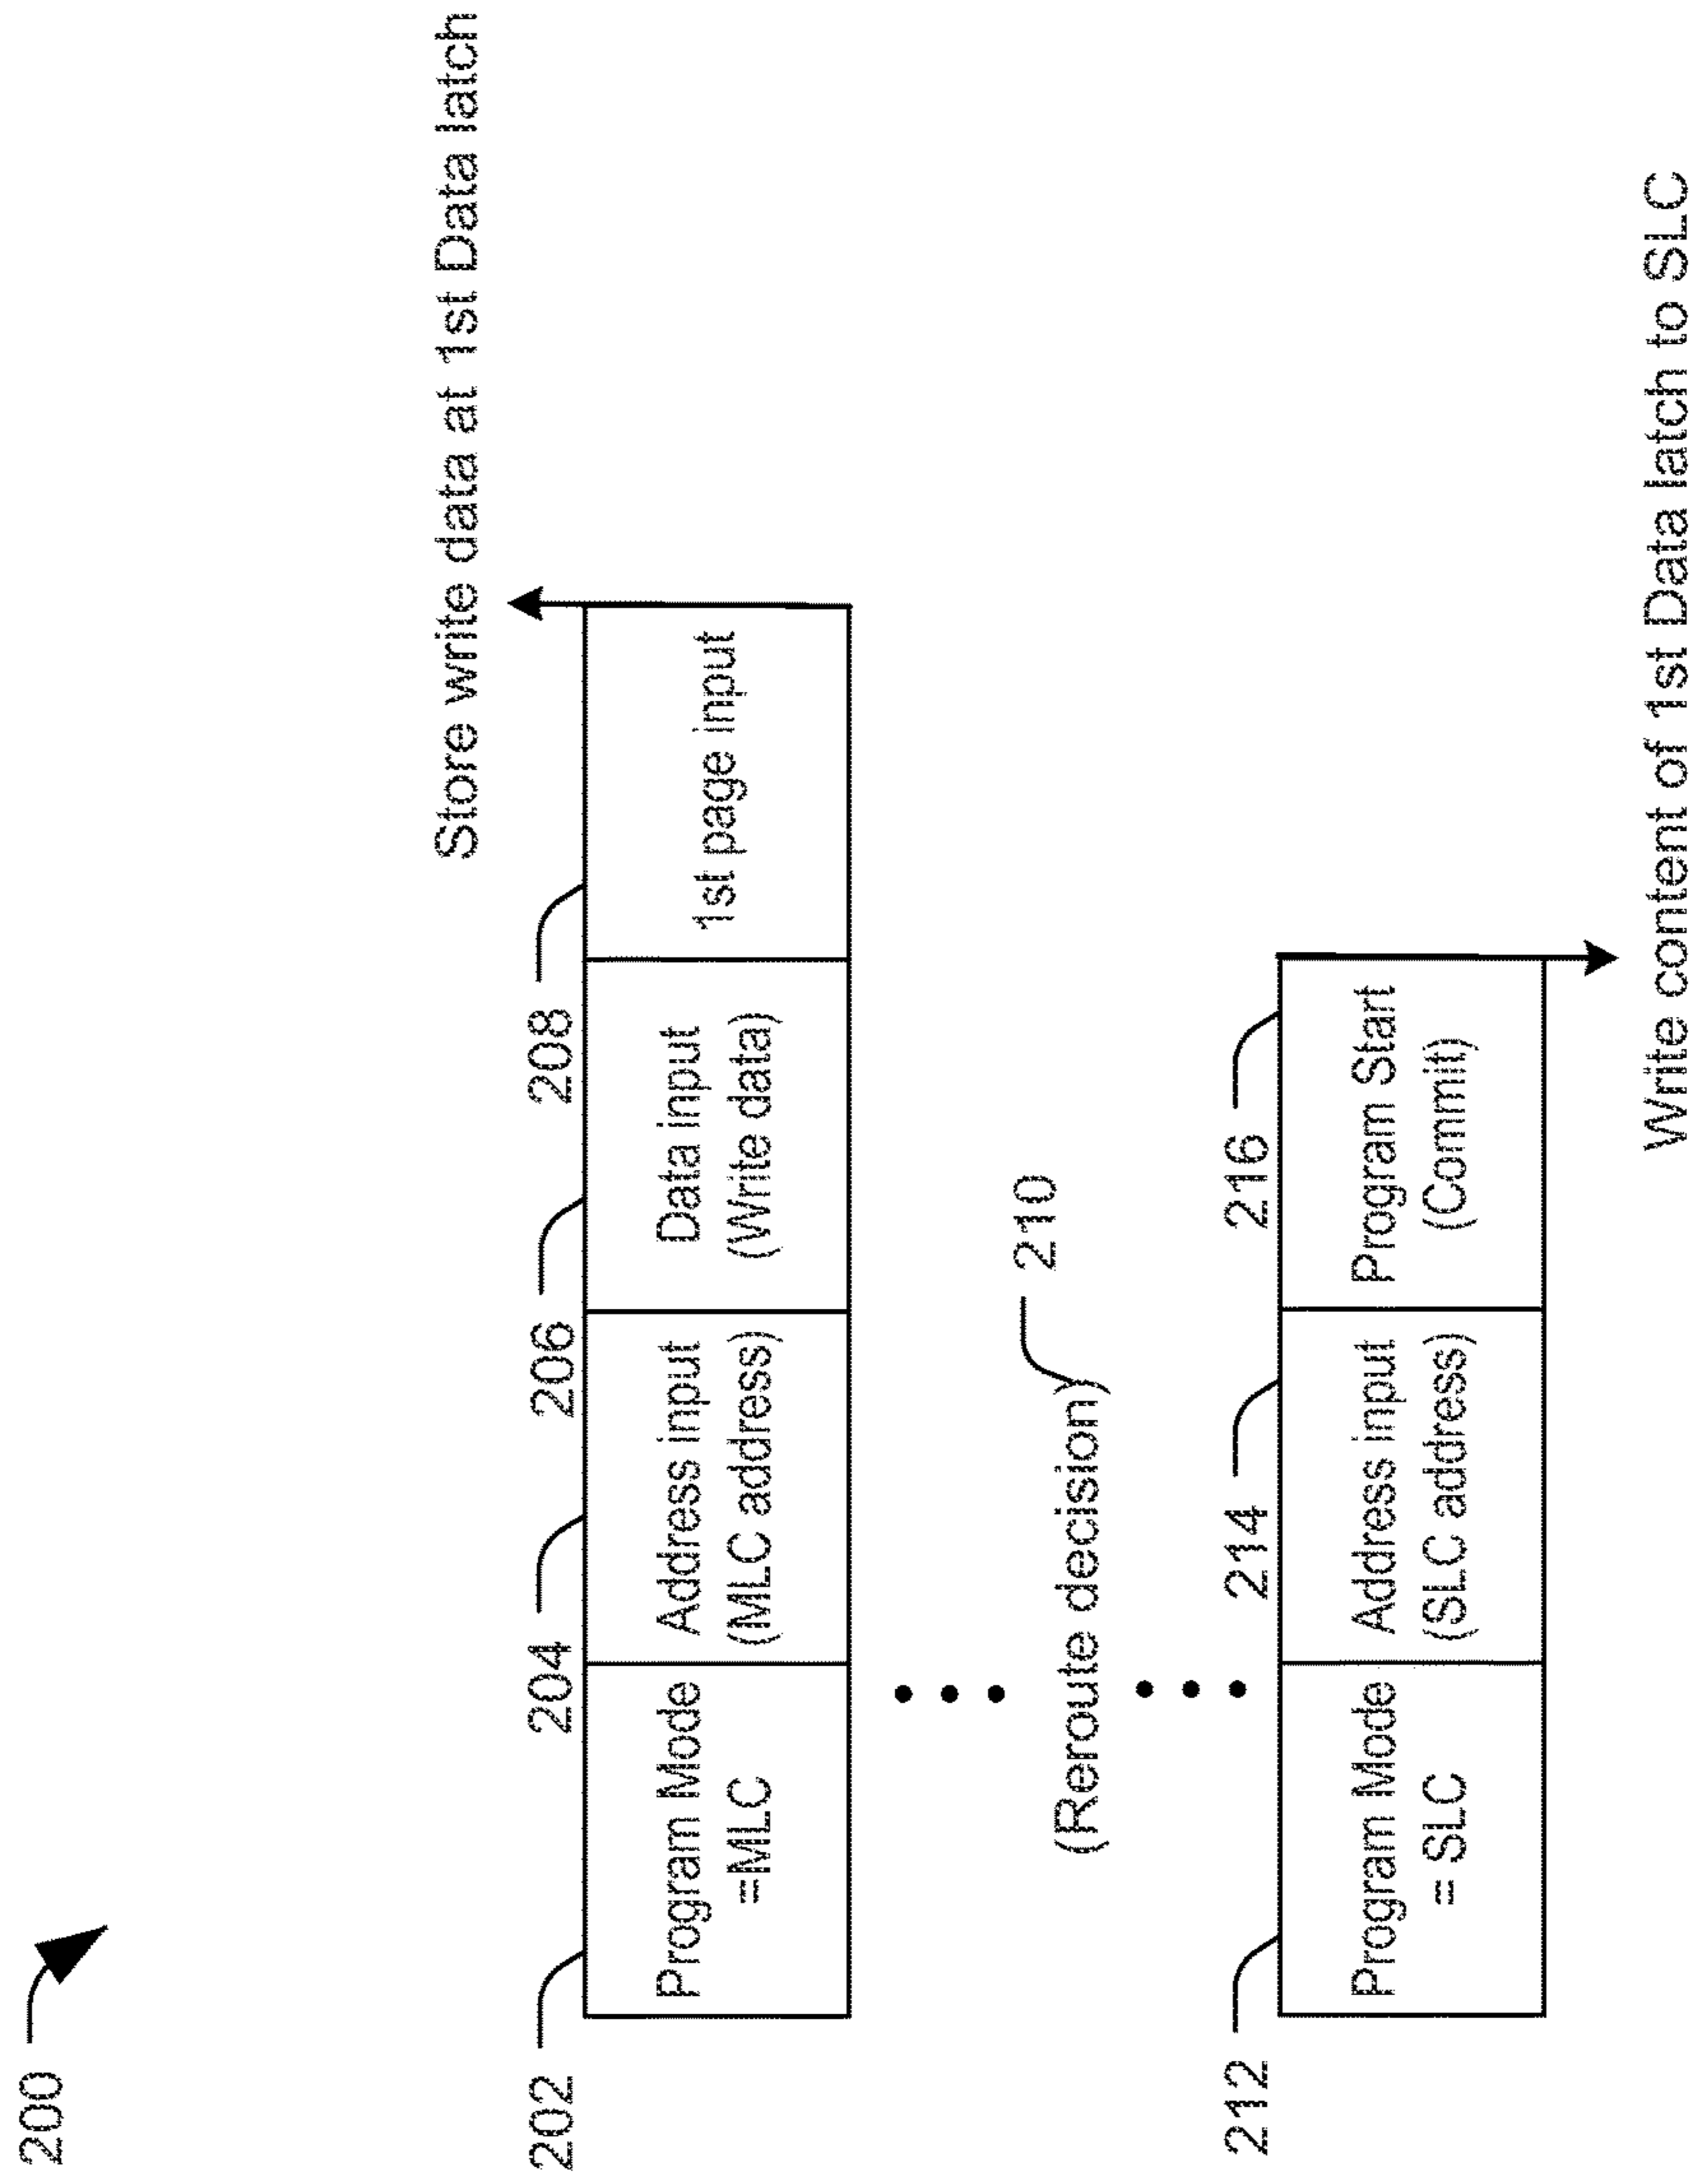 200
Store write data at 1st Data latch
202
204
206
208
Program Mode
=MLC
Address input
(MLC address)
Data input
(Write data)
1st page input
(Reroute decision)
210
212
214
216
Program Mode
= SLC
Address input
(SLC address)
Program Start
(Commit)
Write content of 1st Data latch to SLC